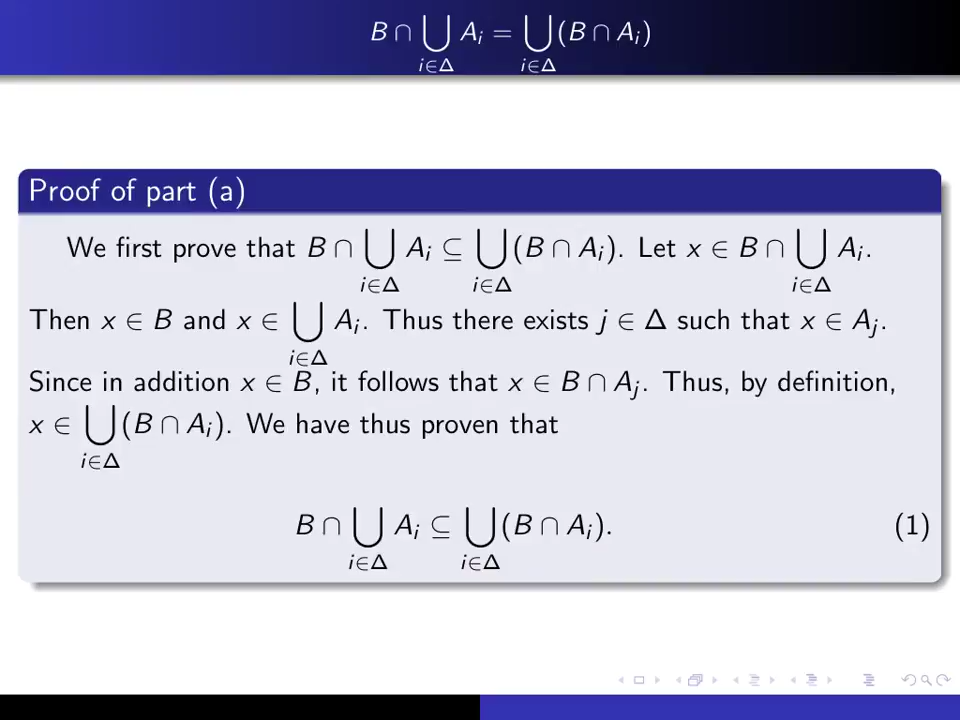 B ∩ ⋃_{i∈Δ} A_i = ⋃_{i∈Δ} (B ∩ A_i)
Proof of part (a)
We first prove that B ∩ ⋃_{i∈Δ} A_i ⊆ ⋃_{i∈Δ} (B ∩ A_i). Let x ∈ B ∩ ⋃_{i∈Δ} A_i.
Then x ∈ B and x ∈ ⋃_{i∈Δ} A_i. Thus there exists j ∈ Δ such that x ∈ A_j.
Since in addition x ∈ B, it follows that x ∈ B ∩ A_j. Thus, by definition,
x ∈ ⋃_{i∈Δ} (B ∩ A_i). We have thus proven that
B ∩ ⋃_{i∈Δ} A_i ⊆ ⋃_{i∈Δ} (B ∩ A_i). (1)